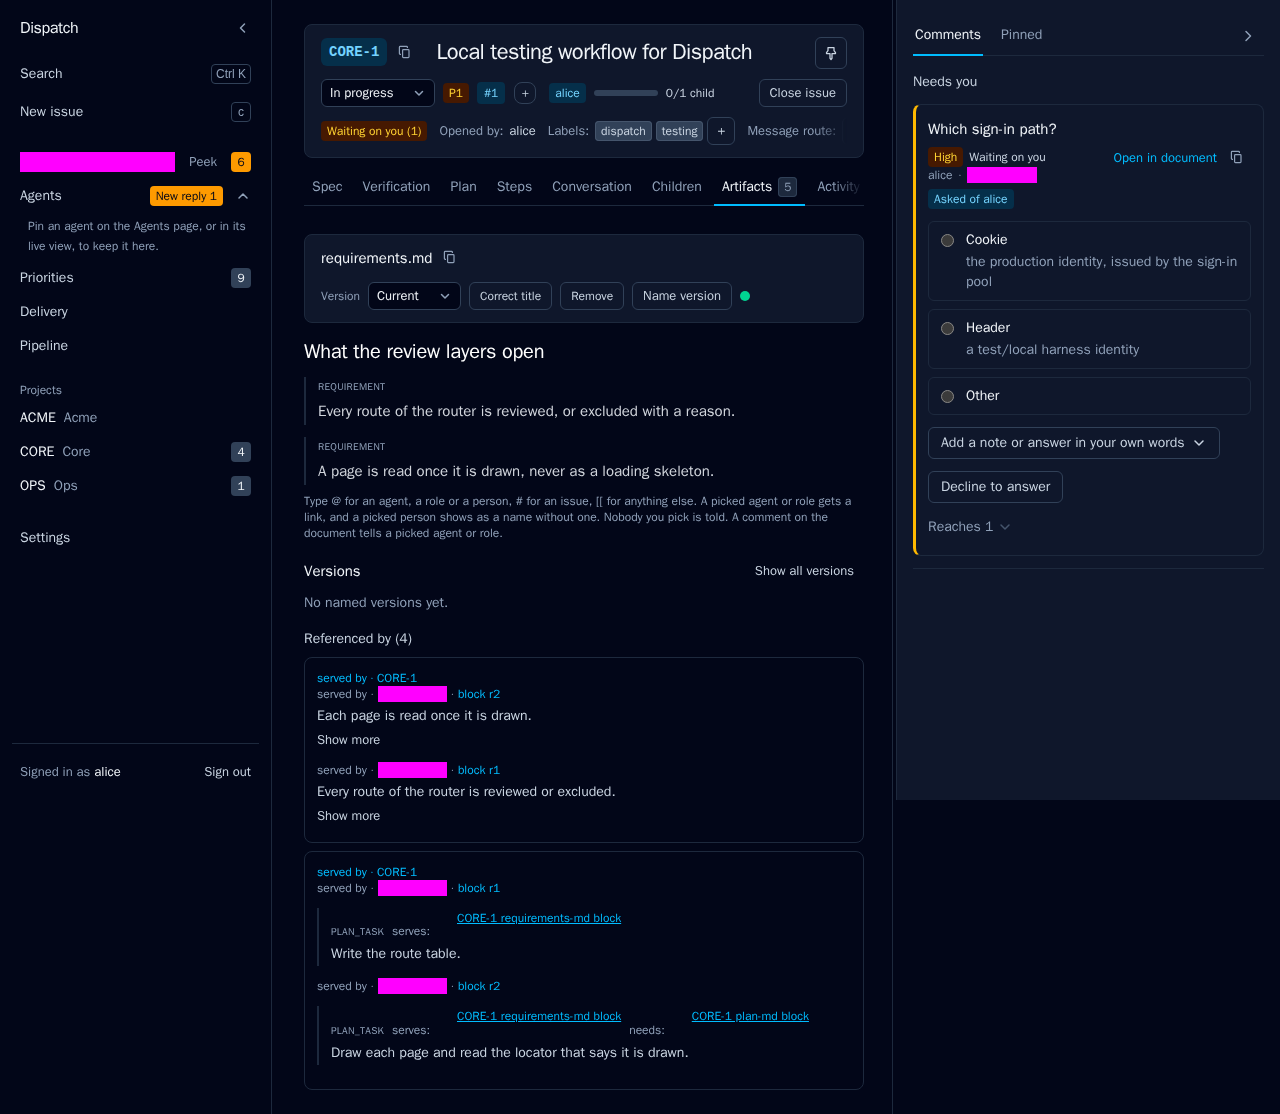 Dispatch
Search
Ctrl K
New issue
c
Peek
6
Agents
New reply 1
Pin an agent on the Agents page, or in its
live view, to keep it here.
Priorities
9
Delivery
Pipeline
Projects
ACME Acme
CORE Core
4
OPS Ops
1
Settings
Signed in as alice
Sign out
CORE-1
Local testing workflow for Dispatch
In progress
P1
#1
+
alice
0/1 child
Close issue
Waiting on you (1)
Opened by: alice
Labels:
dispatch
testing
+
Message route:
Spec
Verification
Plan
Steps
Conversation
Children
Artifacts
5
Activity
requirements.md
Version
Current
Correct title
Remove
Name version
What the review layers open
REQUIREMENT
Every route of the router is reviewed, or excluded with a reason.
REQUIREMENT
A page is read once it is drawn, never as a loading skeleton.
Type @ for an agent, a role or a person, # for an issue, [[ for anything else. A picked agent or role gets a
link, and a picked person shows as a name without one. Nobody you pick is told. A comment on the
document tells a picked agent or role.
Versions
Show all versions
No named versions yet.
Referenced by (4)
served by · CORE-1
served by · · block r2
Each page is read once it is drawn.
Show more
served by · · block r1
Every route of the router is reviewed or excluded.
Show more
served by · CORE-1
served by · · block r1
PLAN_TASK serves: CORE-1 requirements-md block
Write the route table.
served by · · block r2
PLAN_TASK serves: CORE-1 requirements-md block needs: CORE-1 plan-md block
Draw each page and read the locator that says it is drawn.
Comments
Pinned
Needs you
Which sign-in path?
High
Waiting on you
Open in document
alice ·
Asked of alice
Cookie
the production identity, issued by the sign-in
pool
Header
a test/local harness identity
Other
Add a note or answer in your own words
Decline to answer
Reaches 1